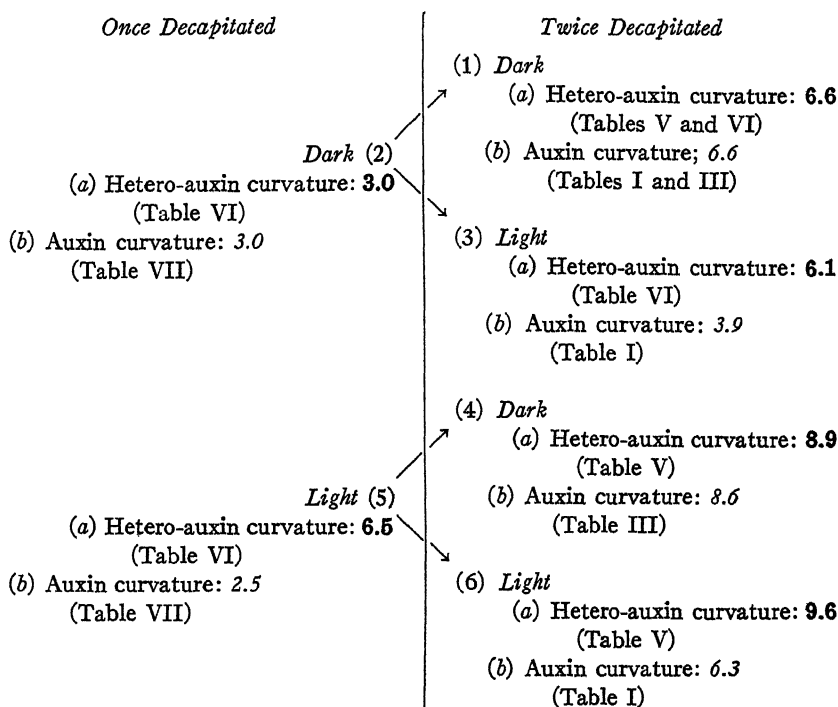 Once Decapitated
Dark (2)
(a) Hetero-auxin curvature: 3.0
(Table VI)
(b) Auxin curvature: 3.0
(Table VII)
Light (5)
(a) Hetero-auxin curvature: 6.5
(Table VI)
(b) Auxin curvature: 2.5
(Table VII)
Twice Decapitated
(1) Dark
(a) Hetero-auxin curvature: 6.6
(Tables V and VI)
(b) Auxin curvature; 6.6
(Tables I and III)
(3) Light
(a) Hetero-auxin curvature: 6.1
(Table VI)
(b) Auxin curvature: 3.9
(Table I)
(4) Dark
(a) Hetero-auxin curvature: 8.9
(Table V)
(b) Auxin curvature: 8.6
(Table III)
(6) Light
(a) Hetero-auxin curvature: 9.6
(Table V)
(b) Auxin curvature: 6.3
(Table I)